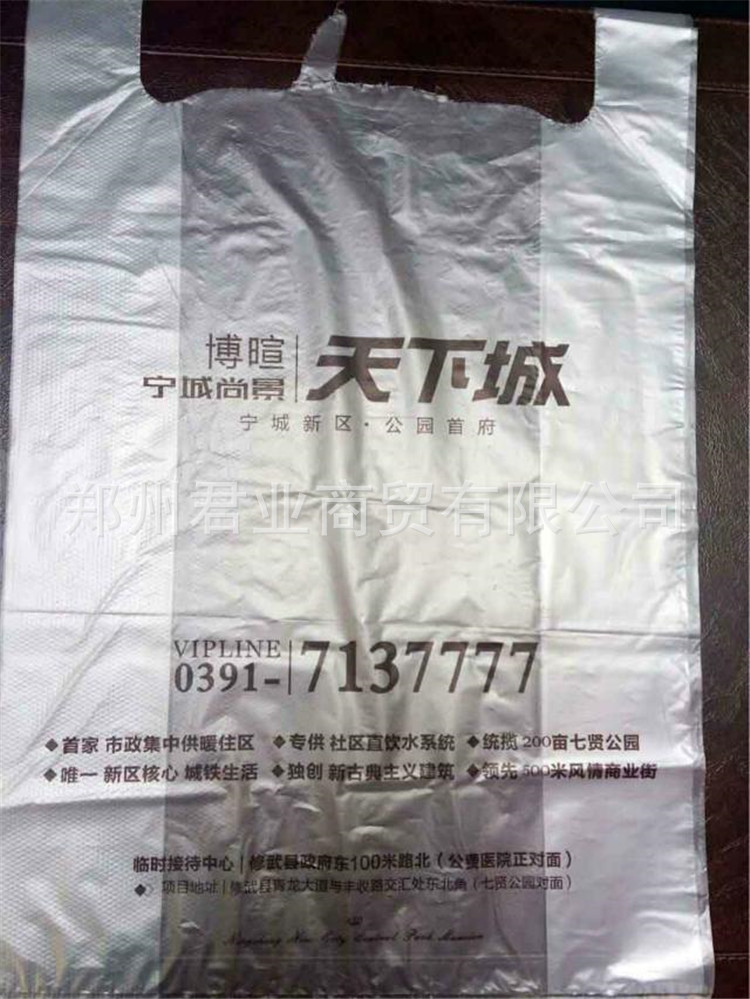 博暄
宁城尚景
天下城
宁城新区·公园首府
郑州君业商贸有限公司
VIPLINE
0391-7137777
◆首家 市政集中供暖住区 ◆专供 社区直饮水系统 ◆统揽 200亩七贤公园
◆唯一 新区核心 城铁生活 ◆独创 新古典主义建筑 ◆领先 500米风情商业街
临时接待中心|修武县政府东100米路北(公费医院正对面)
项目地址|修武县青龙大道与丰收路交汇处东北角(七贤公园对面)
New City Central Park Mansion